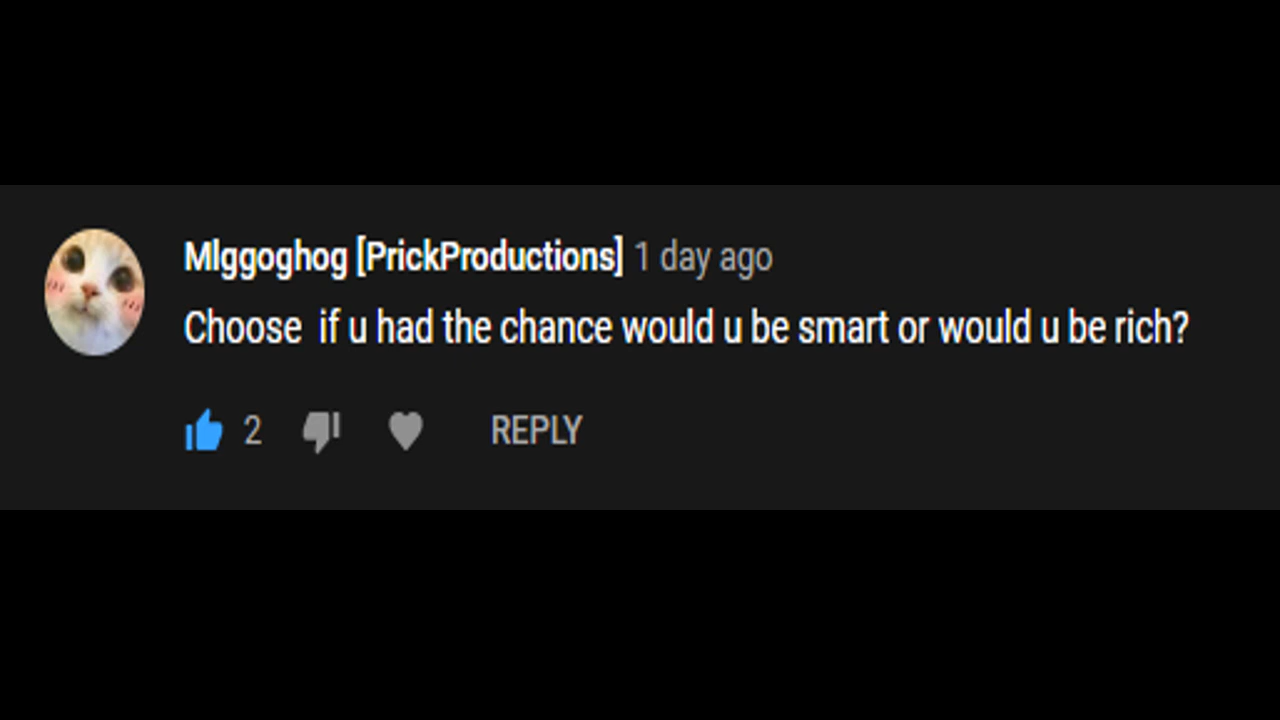 Mlggoghog [PrickProductions] 1 day ago
Choose  if u had the chance would u be smart or would u be rich?
2 REPLY